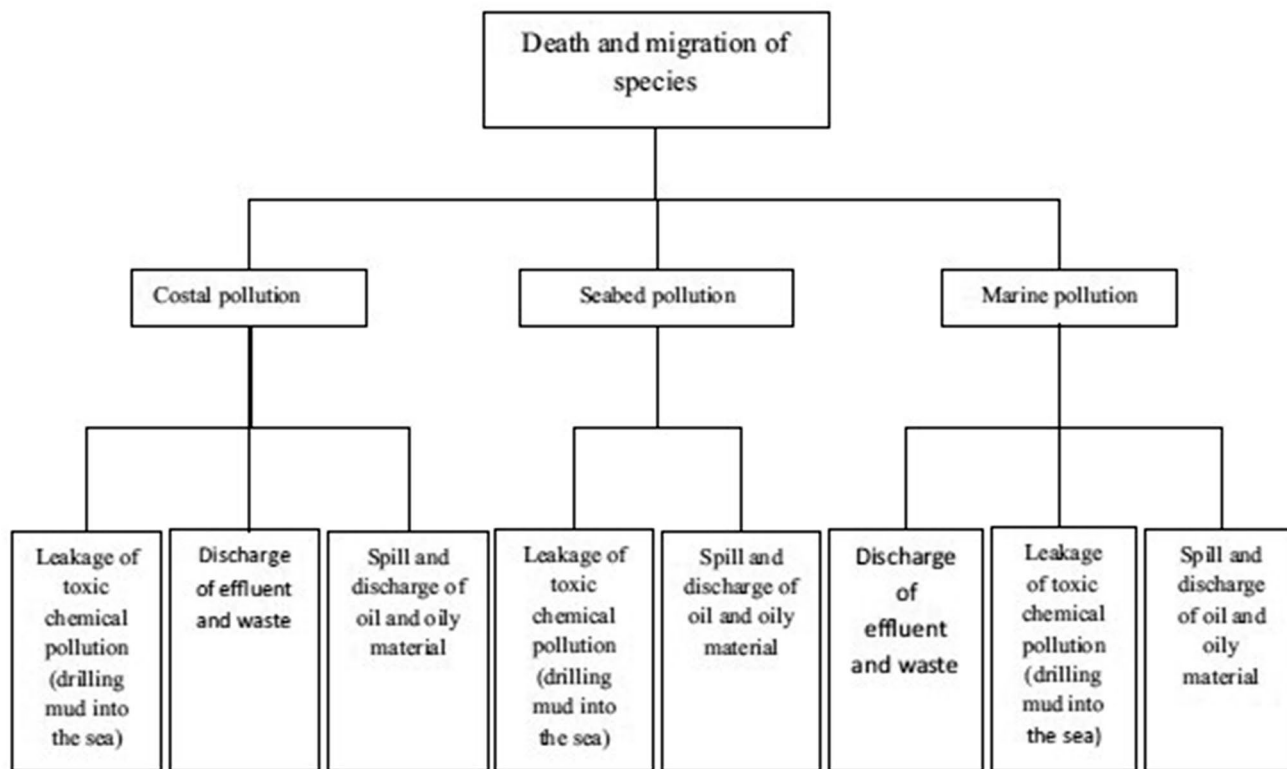 Death and migration of
species
Costal pollution
Seabed pollution
Marine pollution
Leakage of
toxic
chemical
pollution
(drilling
mud into
the sea)
Discharge
of effluent
and waste
Spill and
discharge of
oil and oily
material
Leakage of
toxic
chemical
pollution
(drilling
mud into
the sea)
Spill and
discharge of
oil and oily
material
Discharge
of
effluent
and waste
Leakage
of toxic
chemical
pollution
(drilling
mud into
the sea)
Spill and
discharge
of oil and
oily
material